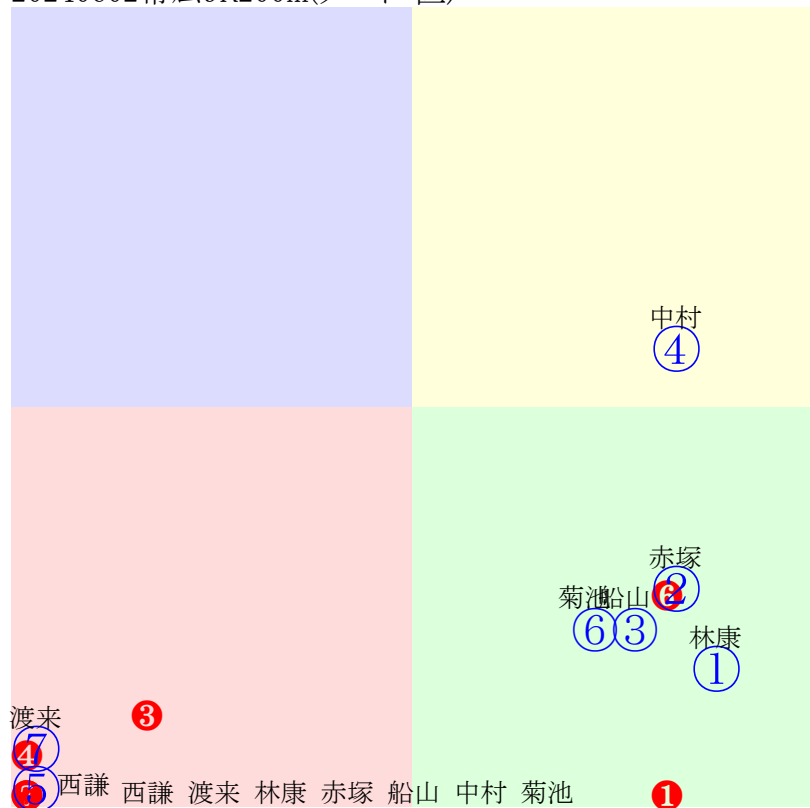 中村
④
赤塚
菊池 船山 ❻ ②
⑥ ③
林康
①
渡来 ❸
⑦
❹
⑤ 西謙 西謙 渡来 林康 赤塚 船山 中村 菊池 ❶